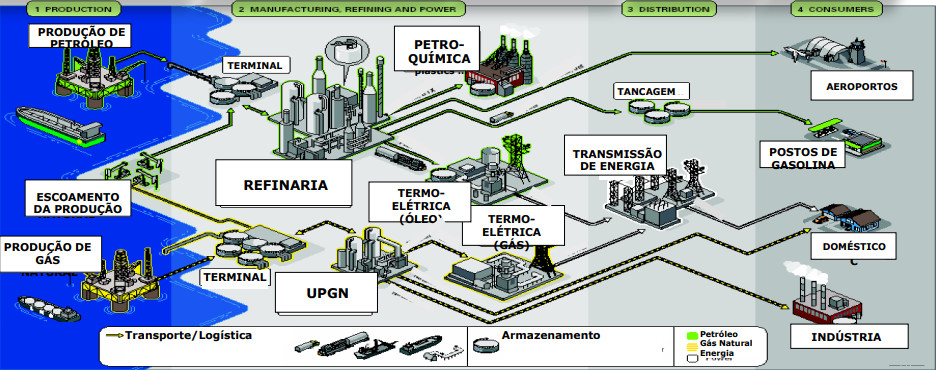 1 PRODUCTION
2 MANUFACTURING, REFINING AND POWER
3 DISTRIBUTION
4 CONSUMERS
PRODUÇÃO DE
PETRÓLEO
TERMINAL
PETRO-
QUÍMICA
plastics
AEROPORTOS
TANCAGEM
POSTOS DE
GASOLINA
TRANSMISSÃO
DE ENERGIA
REFINARIA
ESCOAMENTO
DA PRODUÇÃO
TERMO-
ELÉTRICA
(ÓLEO)
TERMO-
ELÉTRICA
(GÁS)
PRODUÇÃO DE
GÁS
NATURAL
TERMINAL
UPGN
DOMÉSTICO
C
INDÚSTRIA
Transporte/Logística
Armazenamento
Petróleo
Gás Natural
Energia